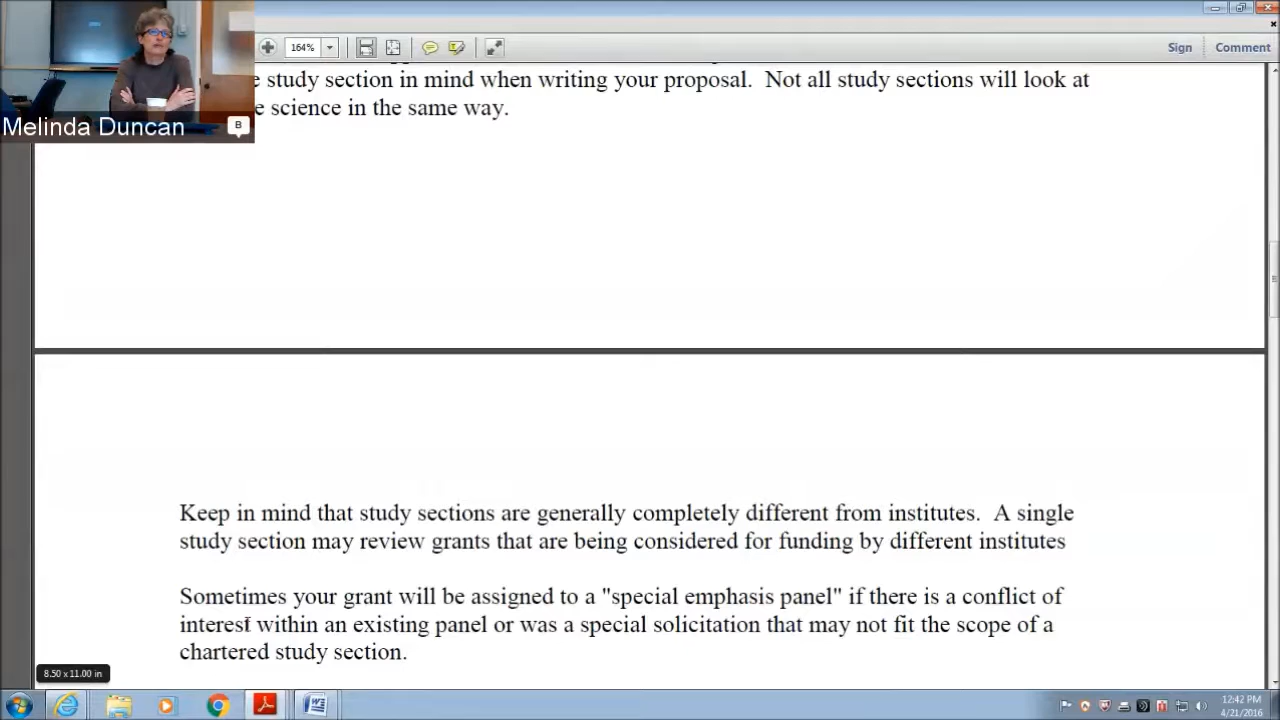 164%
Sign
Comment
e study section in mind when writing your proposal.  Not all study sections will look at
e science in the same way.
Melinda Duncan
B
Keep in mind that study sections are generally completely different from institutes.  A single
study section may review grants that are being considered for funding by different institutes
Sometimes your grant will be assigned to a "special emphasis panel" if there is a conflict of
interest within an existing panel or was a special solicitation that may not fit the scope of a
chartered study section.
8.50 x 11.00 in
12:42 PM
4/21/2016